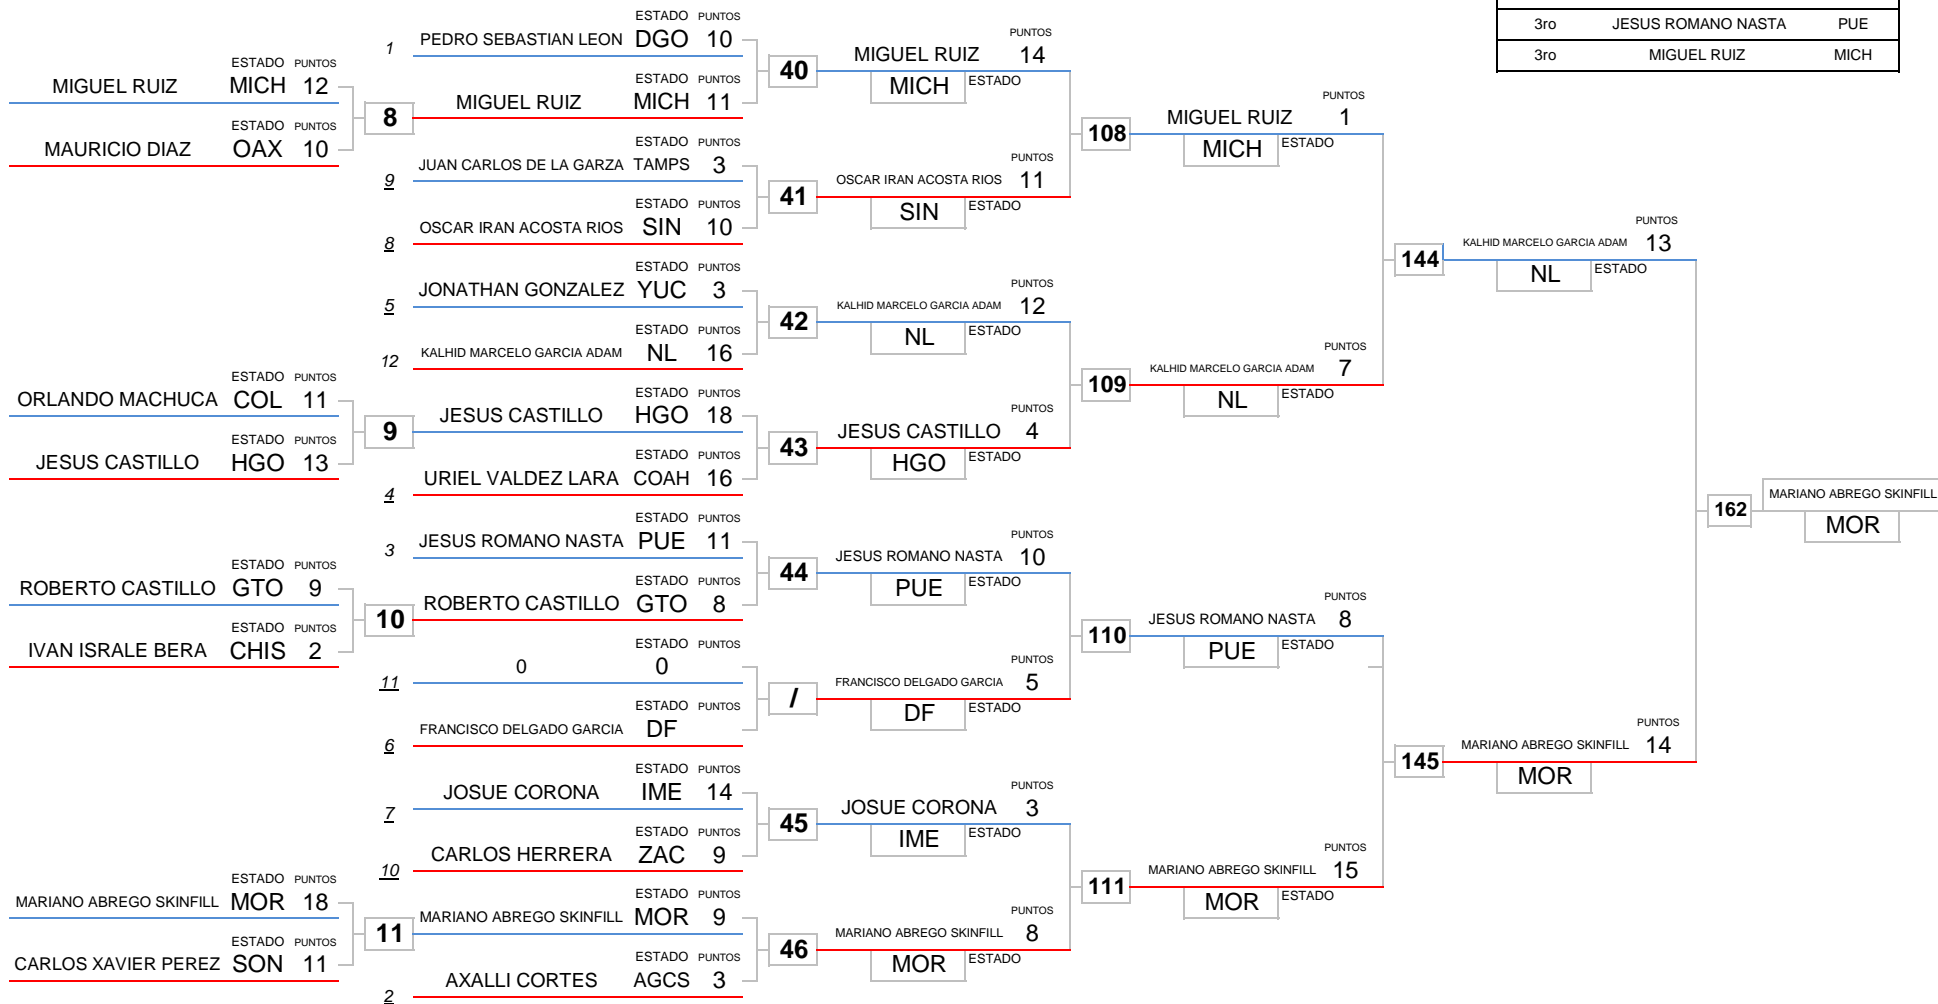 3ro JESUS ROMANO NASTA PUE
3ro MIGUEL RUIZ MICH
ESTADO PUNTOS
MIGUEL RUIZ MICH 12
8
ESTADO PUNTOS
MAURICIO DIAZ OAX 10
ESTADO PUNTOS
ORLANDO MACHUCA COL 11
9
ESTADO PUNTOS
JESUS CASTILLO HGO 13
ESTADO PUNTOS
ROBERTO CASTILLO GTO 9
10
ESTADO PUNTOS
IVAN ISRALE BERA CHIS 2
ESTADO PUNTOS
MARIANO ABREGO SKINFILL MOR 18
11
ESTADO PUNTOS
CARLOS XAVIER PEREZ SON 11
ESTADO PUNTOS
1 PEDRO SEBASTIAN LEON DGO 10
40
ESTADO PUNTOS
MIGUEL RUIZ MICH 11
ESTADO PUNTOS
9 JUAN CARLOS DE LA GARZA TAMPS 3
41
ESTADO PUNTOS
8 OSCAR IRAN ACOSTA RIOS SIN 10
ESTADO PUNTOS
5 JONATHAN GONZALEZ YUC 3
42
ESTADO PUNTOS
12 KALHID MARCELO GARCIA ADAM NL 16
ESTADO PUNTOS
JESUS CASTILLO HGO 18
43
ESTADO PUNTOS
4 URIEL VALDEZ LARA COAH 16
ESTADO PUNTOS
3 JESUS ROMANO NASTA PUE 11
44
ESTADO PUNTOS
ROBERTO CASTILLO GTO 8
ESTADO PUNTOS
11 0 0
/
ESTADO PUNTOS
6 FRANCISCO DELGADO GARCIA DF
ESTADO PUNTOS
7 JOSUE CORONA IME 14
45
ESTADO PUNTOS
10 CARLOS HERRERA ZAC 9
ESTADO PUNTOS
MARIANO ABREGO SKINFILL MOR 9
46
ESTADO PUNTOS
2 AXALLI CORTES AGCS 3
PUNTOS
MIGUEL RUIZ 14
MICH ESTADO
108
PUNTOS
OSCAR IRAN ACOSTA RIOS 11
SIN ESTADO
PUNTOS
KALHID MARCELO GARCIA ADAM 12
NL ESTADO
109
PUNTOS
JESUS CASTILLO 4
HGO ESTADO
PUNTOS
JESUS ROMANO NASTA 10
PUE ESTADO
110
PUNTOS
FRANCISCO DELGADO GARCIA 5
DF ESTADO
PUNTOS
JOSUE CORONA 3
IME ESTADO
111
PUNTOS
MARIANO ABREGO SKINFILL 8
MOR ESTADO
PUNTOS
MIGUEL RUIZ 1
MICH ESTADO
144
PUNTOS
KALHID MARCELO GARCIA ADAM 7
NL ESTADO
PUNTOS
JESUS ROMANO NASTA 8
PUE ESTADO
145
PUNTOS
MARIANO ABREGO SKINFILL 15
MOR ESTADO
PUNTOS
KALHID MARCELO GARCIA ADAM 13
NL ESTADO
162
PUNTOS
MARIANO ABREGO SKINFILL 14
MOR
MARIANO ABREGO SKINFILL
MOR